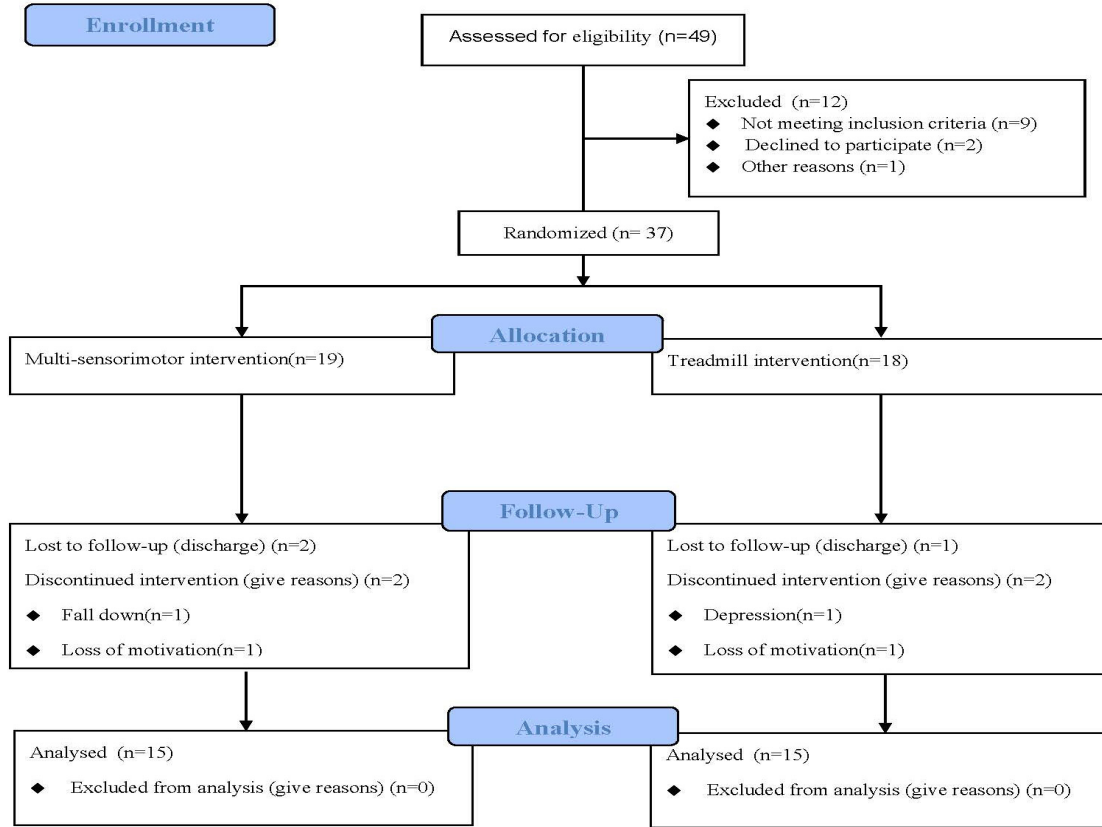 Enrollment
Assessed for eligibility (n=49)
Excluded (n=12)
◆ Not meeting inclusion criteria (n=9)
◆ Declined to participate (n=2)
◆ Other reasons (n=1)
Randomized (n= 37)
Allocation
Multi-sensorimotor intervention(n=19)
Treadmill intervention(n=18)
Follow-Up
Lost to follow-up (discharge) (n=2)
Discontinued intervention (give reasons) (n=2)
◆ Fall down(n=1)
◆ Loss of motivation(n=1)
Lost to follow-up (discharge) (n=1)
Discontinued intervention (give reasons) (n=2)
◆ Depression(n=1)
◆ Loss of motivation(n=1)
Analysis
Analysed (n=15)
◆ Excluded from analysis (give reasons) (n=0)
Analysed (n=15)
◆ Excluded from analysis (give reasons) (n=0)